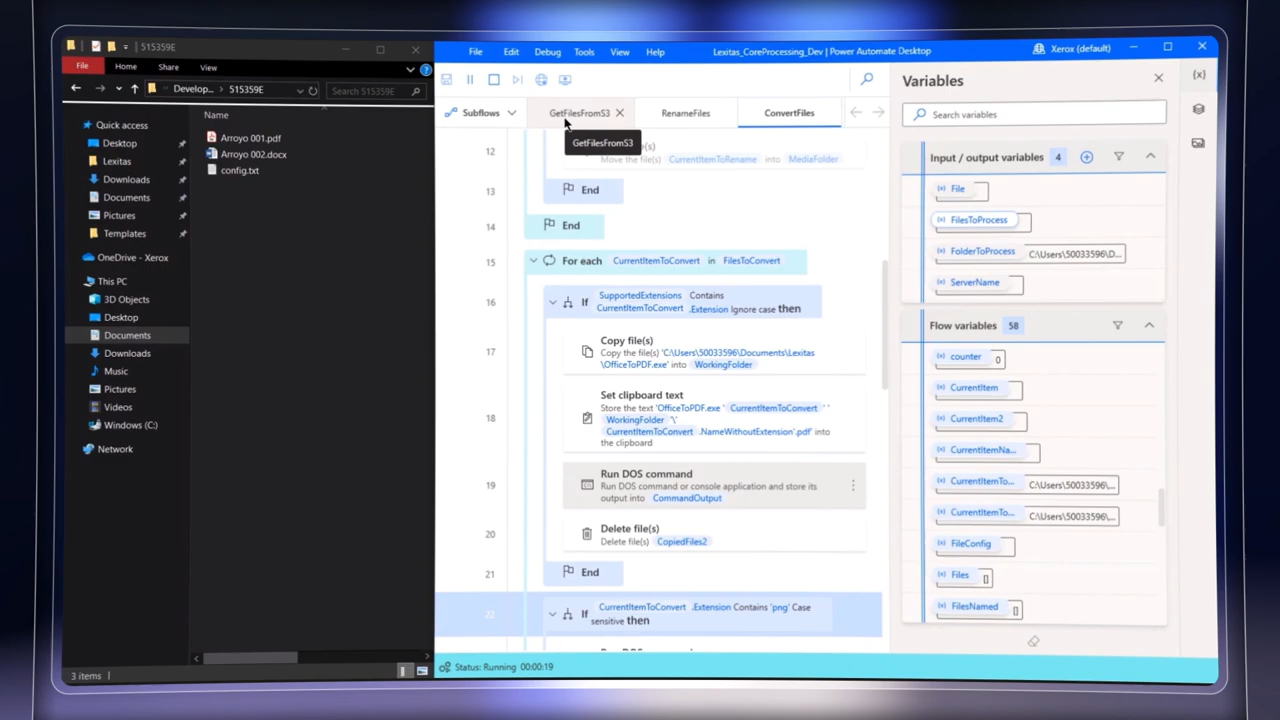 515359E
File
Home
Share
View
Develop...
515359E
Search 515359E
Name
Quick access
Desktop
Lexitas
Downloads
Documents
Pictures
Templates
OneDrive - Xerox
This PC
3D Objects
Desktop
Documents
Downloads
Music
Pictures
Videos
Windows (C:)
Network
Arroyo 001.pdf
Arroyo 002.docx
config.txt
3 items
File
Edit
Debug
Tools
View
Help
Lexitas_CoreProcessing_Dev | Power Automate Desktop
Xerox (default)
Subflows
GetFilesFromS3
RenameFiles
ConvertFiles
GetFilesFromS3
12
Move the file(s) CurrentItemToRename into MediaFolder
13
End
14
End
15
For each CurrentItemToConvert in FilesToConvert
16
If SupportedExtensions Contains
CurrentItemToConvert .Extension Ignore case then
17
Copy file(s)
Copy the file(s) 'C:\Users\50033596\Documents\Lexitas
\OfficeToPDF.exe' into WorkingFolder
18
Set clipboard text
Store the text 'OfficeToPDF.exe ' CurrentItemToConvert ' '
WorkingFolder '\'
CurrentItemToConvert .NameWithoutExtension'.pdf' into
the clipboard
19
Run DOS command
Run DOS command or console application and store its
output into CommandOutput
20
Delete file(s)
Delete file(s) CopiedFiles2
21
End
22
If CurrentItemToConvert .Extension Contains 'png' Case
sensitive then
Status: Running 00:00:19
Variables
Search variables
Input / output variables 4
File
FilesToProcess
FolderToProcess C:\Users\50033596\D...
ServerName
Flow variables 58
counter 0
CurrentItem
CurrentItem2
CurrentItemNa...
CurrentItemTo... C:\Users\50033596\...
CurrentItemTo... C:\Users\50033596\...
FileConfig
Files []
FilesNamed []